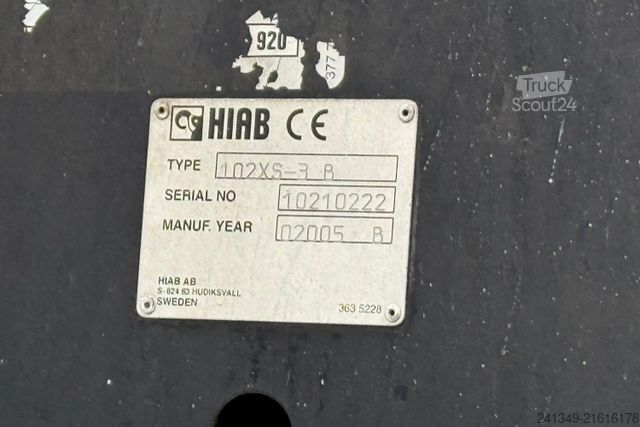 920
377
Truck
Scout24
HIAB CE
TYPE 102XS-3 B
SERIAL NO 10210222
MANUF. YEAR 02005 B
HIAB AB
S-824 83 HUDIKSVALL
SWEDEN
363 5228
241349-21616178